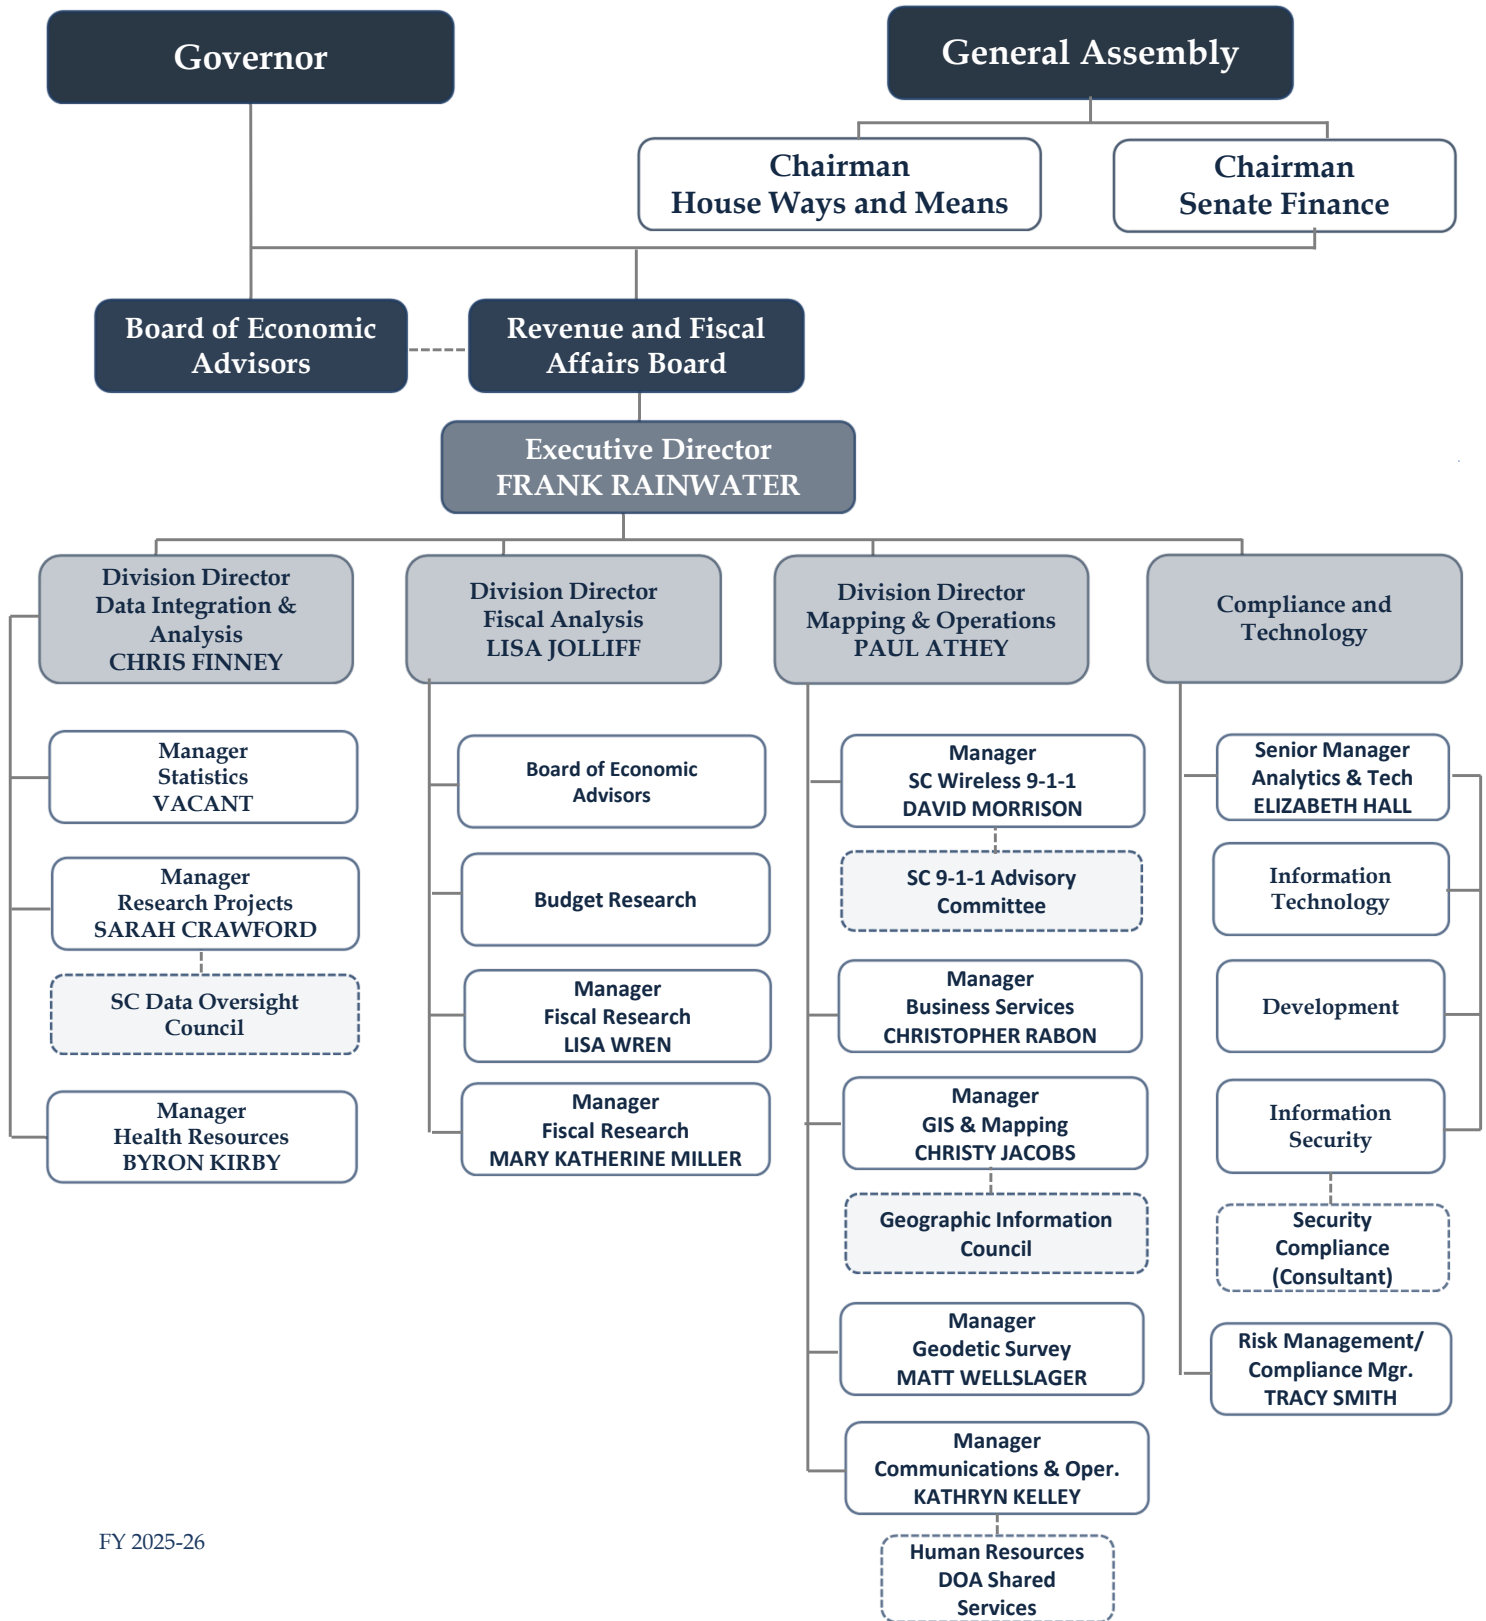 Governor
General Assembly
Chairman
House Ways and Means
Chairman
Senate Finance
Board of Economic
Advisors
Revenue and Fiscal
Affairs Board
Executive Director
FRANK RAINWATER
Division Director
Data Integration &
Analysis
CHRIS FINNEY
Division Director
Fiscal Analysis
LISA JOLLIFF
Division Director
Mapping & Operations
PAUL ATHEY
Compliance and
Technology
Manager
Statistics
VACANT
Manager
Research Projects
SARAH CRAWFORD
SC Data Oversight
Council
Manager
Health Resources
BYRON KIRBY
Board of Economic
Advisors
Budget Research
Manager
Fiscal Research
LISA WREN
Manager
Fiscal Research
MARY KATHERINE MILLER
Manager
SC Wireless 9-1-1
DAVID MORRISON
SC 9-1-1 Advisory
Committee
Manager
Business Services
CHRISTOPHER RABON
Manager
GIS & Mapping
CHRISTY JACOBS
Geographic Information
Council
Manager
Geodetic Survey
MATT WELLSLAGER
Manager
Communications & Oper.
KATHRYN KELLEY
Human Resources
DOA Shared
Services
Senior Manager
Analytics & Tech
ELIZABETH HALL
Information
Technology
Development
Information
Security
Security
Compliance
(Consultant)
Risk Management/
Compliance Mgr.
TRACY SMITH
FY 2025-26